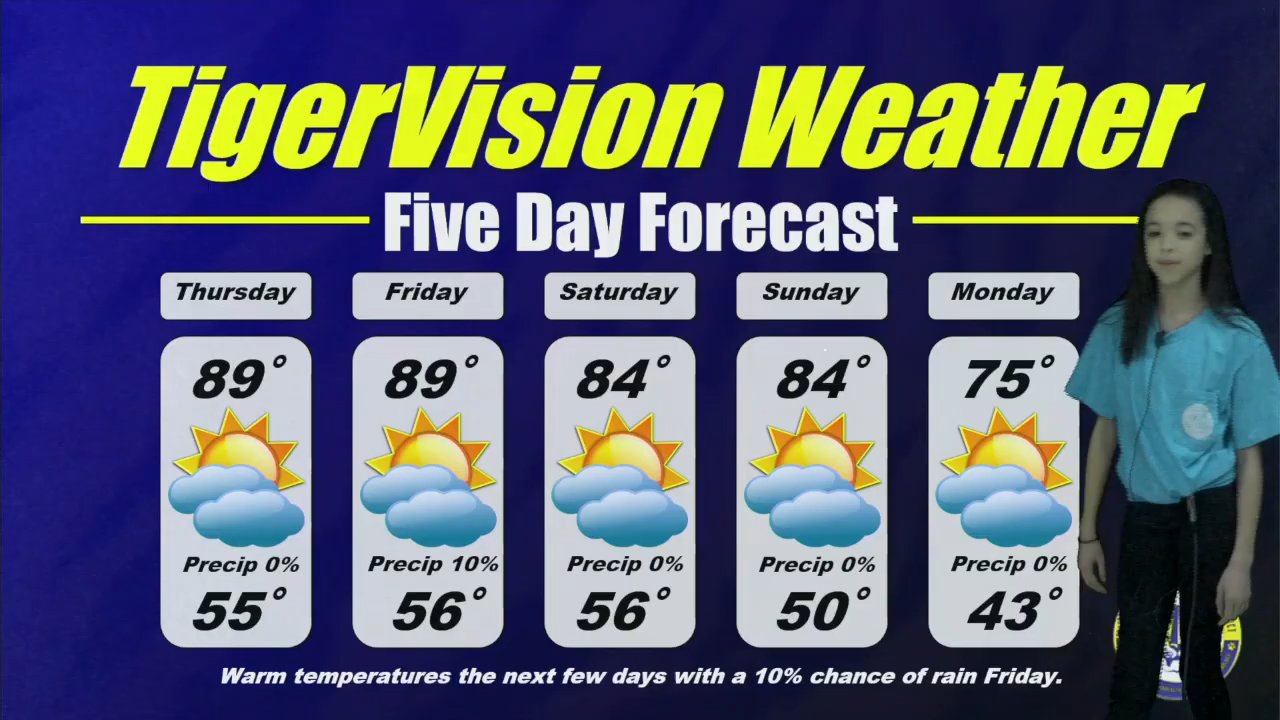 TigerVision Weather
Five Day Forecast
Thursday Friday Saturday Sunday Monday
89° 89° 84° 84° 75°
Precip 0% Precip 10% Precip 0% Precip 0% Precip 0%
55° 56° 56° 50° 43°
Warm temperatures the next few days with a 10% chance of rain Friday.